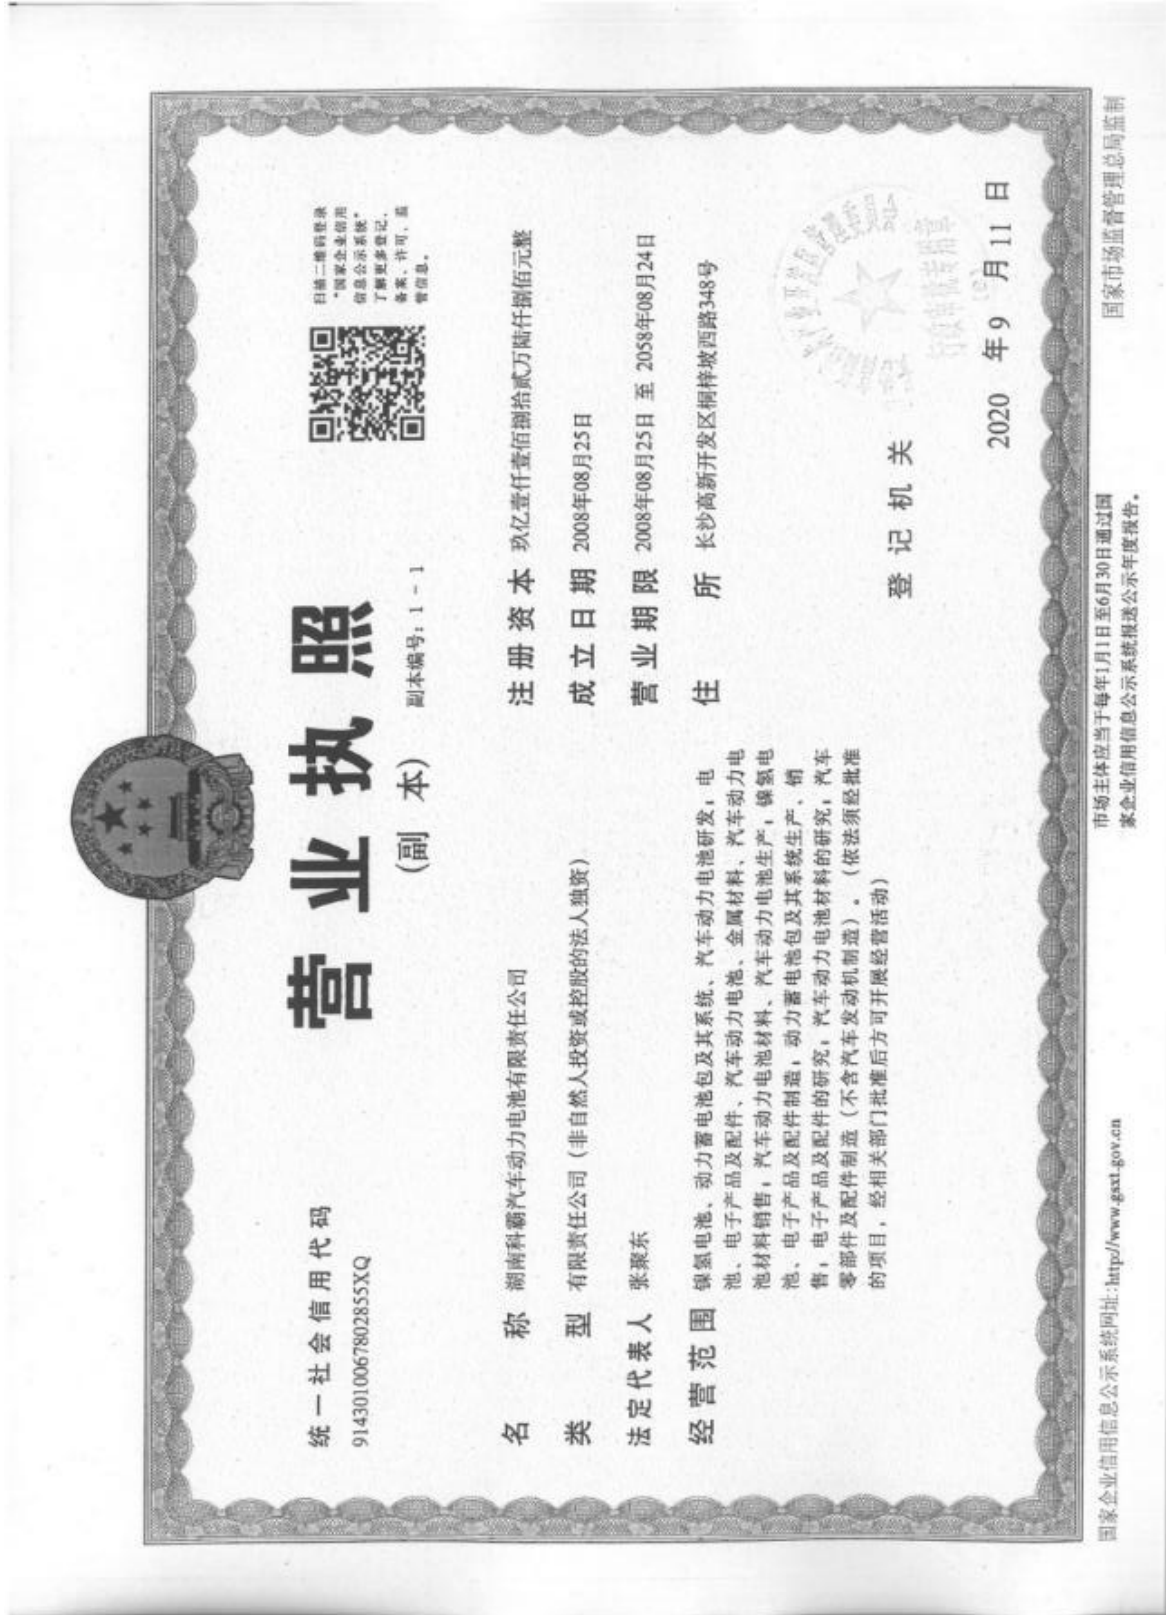 统一社会信用代码
9143010067802855XQ
营业执照
(副 本)
副本编号：1-1
扫描二维码登录
“国家企业信用
信息公示系统”
了解更多登记、
备案、许可、监
管信息。
名 称 湖南科霸汽车动力电池有限责任公司
类 型 有限责任公司（非自然人投资或控股的法人独资）
法定代表人 张聚东
经营范围 镍氢电池、动力蓄电池包及其系统、汽车动力电池研发；电
池、电子产品及配件、汽车动力电池、金属材料、汽车动力电
池材料销售；汽车动力电池材料、汽车动力电池生产；镍氢电
池、电子产品及配件制造；动力蓄电池包及其系统生产、销
售；电子产品及配件的研究；汽车动力电池材料的研究；汽车
零部件及配件制造（不含汽车发动机制造）。（依法须经批准
的项目，经相关部门批准后方可开展经营活动）
注册资本 玖亿壹仟壹佰捌拾贰万陆仟捌佰元整
成立日期 2008年08月25日
营业期限 2008年08月25日 至 2058年08月24日
住 所 长沙高新开发区桐梓坡西路348号
登记机关
行政审批专用章
2020 年 9 月 11 日
国家企业信用信息公示系统网址:http://www.gsxt.gov.cn
市场主体应当于每年1月1日至6月30日通过国
家企业信用信息公示系统报送公示年度报告。
国家市场监督管理总局监制